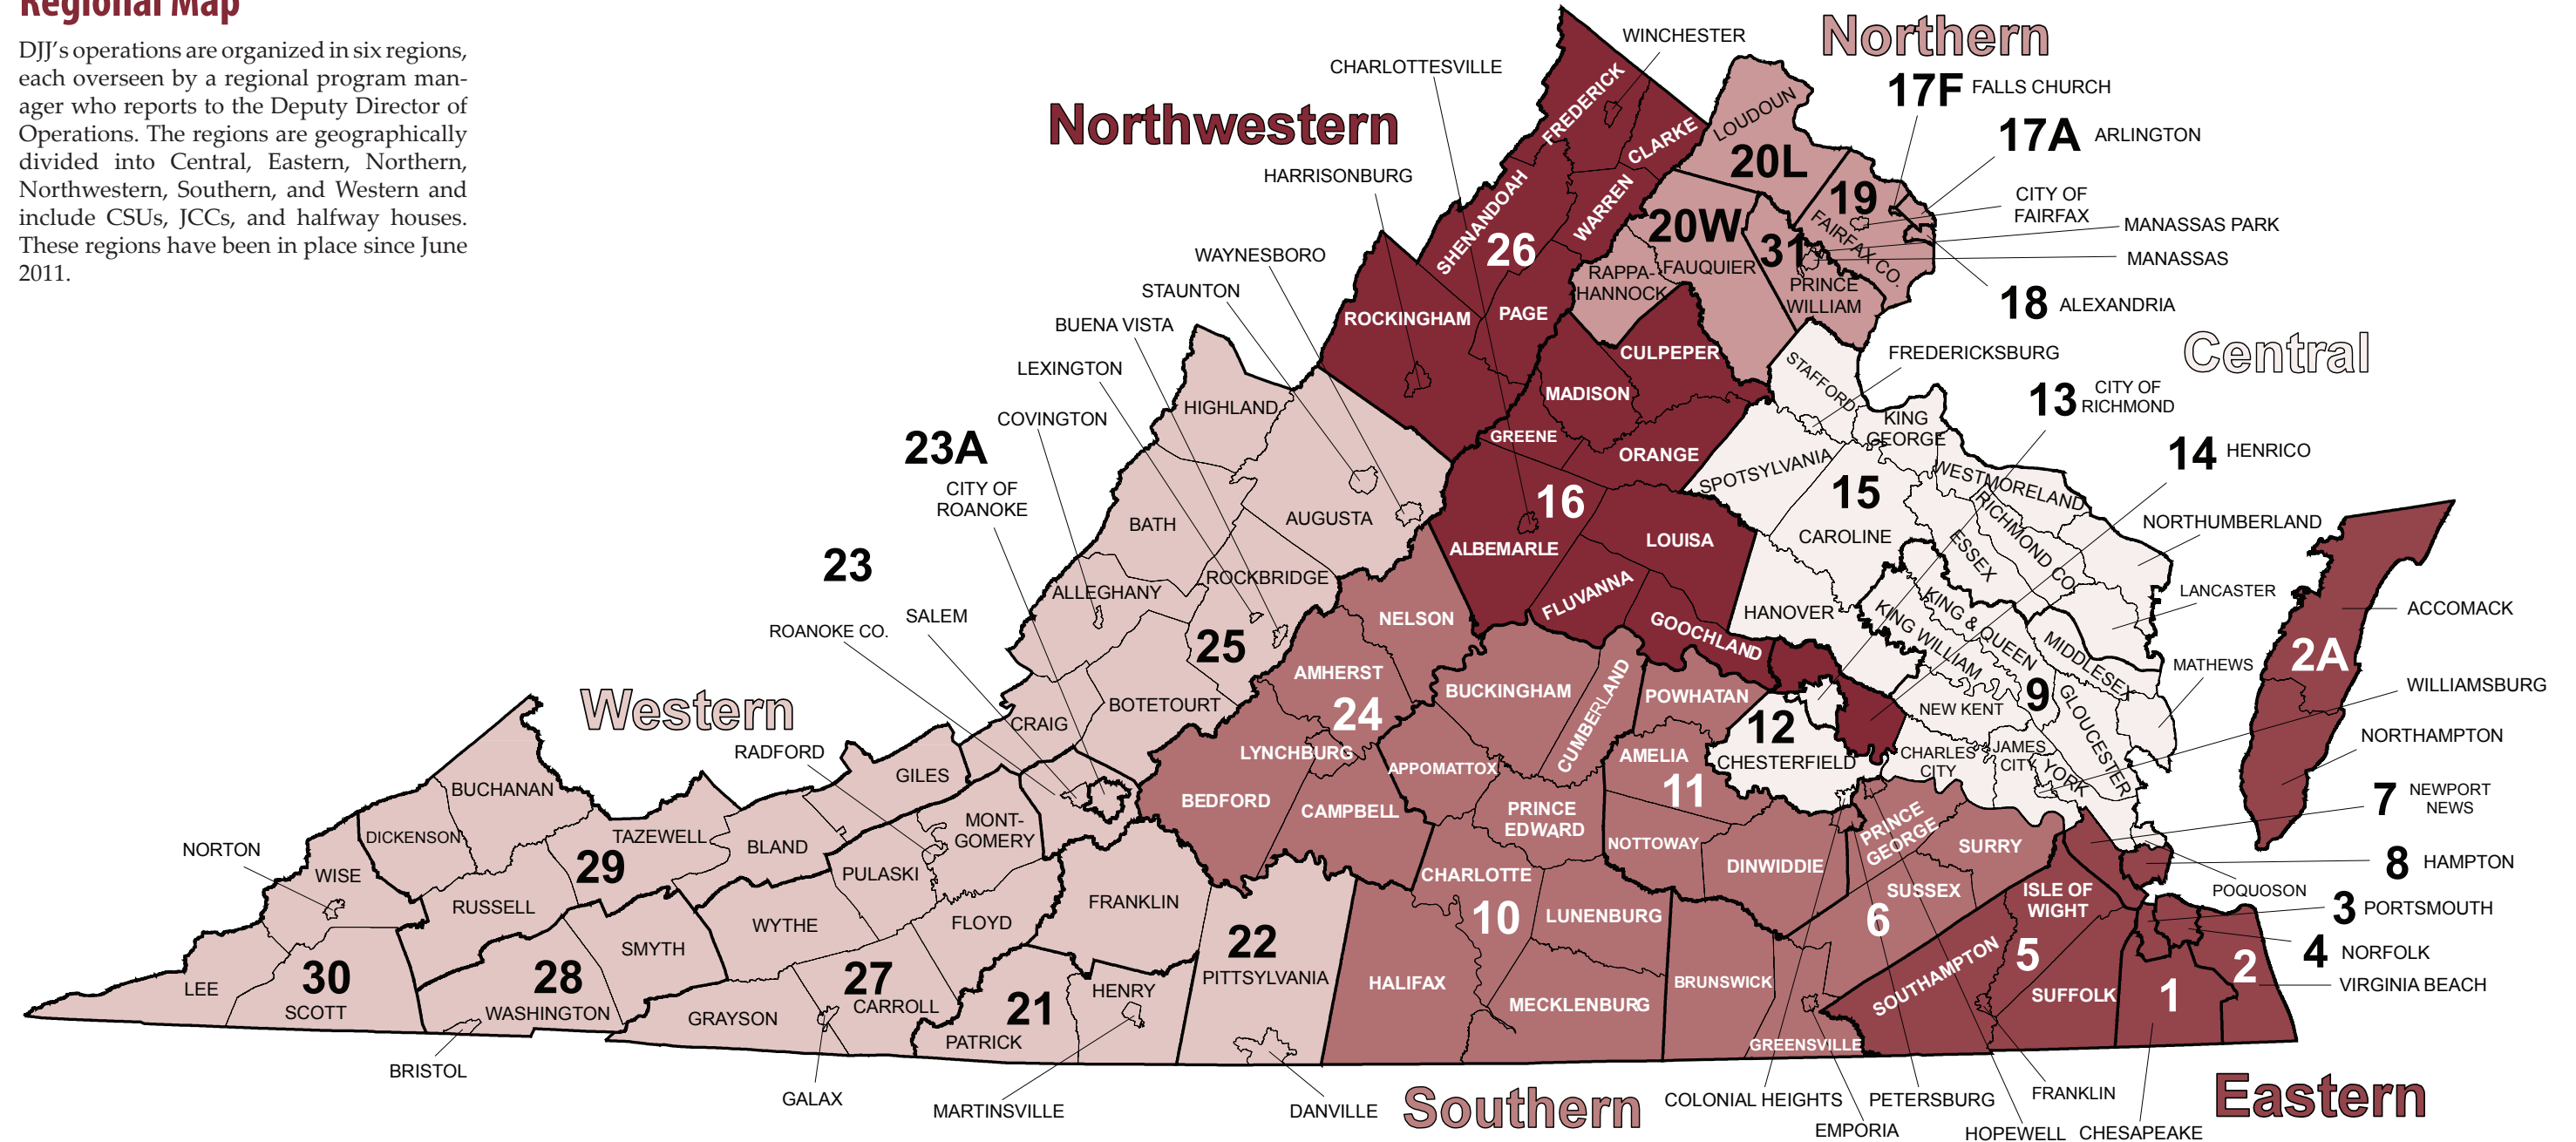 Regional Map
DJJ's operations are organized in six regions,
each overseen by a regional program man-
ager who reports to the Deputy Director of
Operations. The regions are geographically
divided into Central, Eastern, Northern,
Northwestern, Southern, and Western and
include CSUs, JCCs, and halfway houses.
These regions have been in place since June
2011.
Northwestern
CHARLOTTESVILLE
HARRISONBURG
WINCHESTER
FREDERICK
CLARKE
SHENANDOAH
WARREN
26
PAGE
ROCKINGHAM
MADISON
CULPEPER
GREENE
ORANGE
16
ALBEMARLE
LOUISA
FLUVANNA
GOOCHLAND
Northern
17F FALLS CHURCH
17A ARLINGTON
CITY OF
FAIRFAX
MANASSAS PARK
MANASSAS
18 ALEXANDRIA
LOUDOUN
20L
19
FAIRFAX CO.
20W
31
RAPPA-
HANNOCK
FAUQUIER
PRINCE
WILLIAM
Central
FREDERICKSBURG
13 CITY OF
RICHMOND
14 HENRICO
STAFFORD
KING
GEORGE
SPOTSYLVANIA
WESTMORELAND
15
CAROLINE
RICHMOND CO.
ESSEX
NORTHUMBERLAND
LANCASTER
HANOVER
KING & QUEEN
KING WILLIAM
MIDDLESEX
MATHEWS
9
NEW KENT
GLOUCESTER
WILLIAMSBURG
CHARLES
CITY
JAMES
CITY
YORK
12
CHESTERFIELD
POQUOSON
WAYNESBORO
STAUNTON
BUENA VISTA
LEXINGTON
COVINGTON
23A
CITY OF
ROANOKE
23
SALEM
ROANOKE CO.
Western
RADFORD
HIGHLAND
BATH
AUGUSTA
ALLEGHANY
ROCKBRIDGE
25
BOTETOURT
CRAIG
GILES
BUCHANAN
DICKENSON
TAZEWELL
29
BLAND
MONT-
GOMERY
PULASKI
NORTON
WISE
RUSSELL
WYTHE
FLOYD
FRANKLIN
SMYTH
LEE
30
SCOTT
28
WASHINGTON
27
CARROLL
GRAYSON
21
HENRY
PATRICK
22
PITTSYLVANIA
BRISTOL
GALAX
MARTINSVILLE
DANVILLE
Southern
NELSON
AMHERST
24
LYNCHBURG
BEDFORD
CAMPBELL
BUCKINGHAM
CUMBERLAND
APPOMATTOX
POWHATAN
AMELIA
11
PRINCE
EDWARD
NOTTOWAY
DINWIDDIE
CHARLOTTE
10
LUNENBURG
HALIFAX
MECKLENBURG
BRUNSWICK
GREENSVILLE
PRINCE
GEORGE
SURRY
SUSSEX
6
COLONIAL HEIGHTS
PETERSBURG
EMPORIA
HOPEWELL
Eastern
2A
ACCOMACK
NORTHAMPTON
7 NEWPORT
NEWS
8 HAMPTON
3 PORTSMOUTH
4 NORFOLK
VIRGINIA BEACH
ISLE OF
WIGHT
5
SOUTHAMPTON
SUFFOLK
1
2
FRANKLIN
CHESAPEAKE